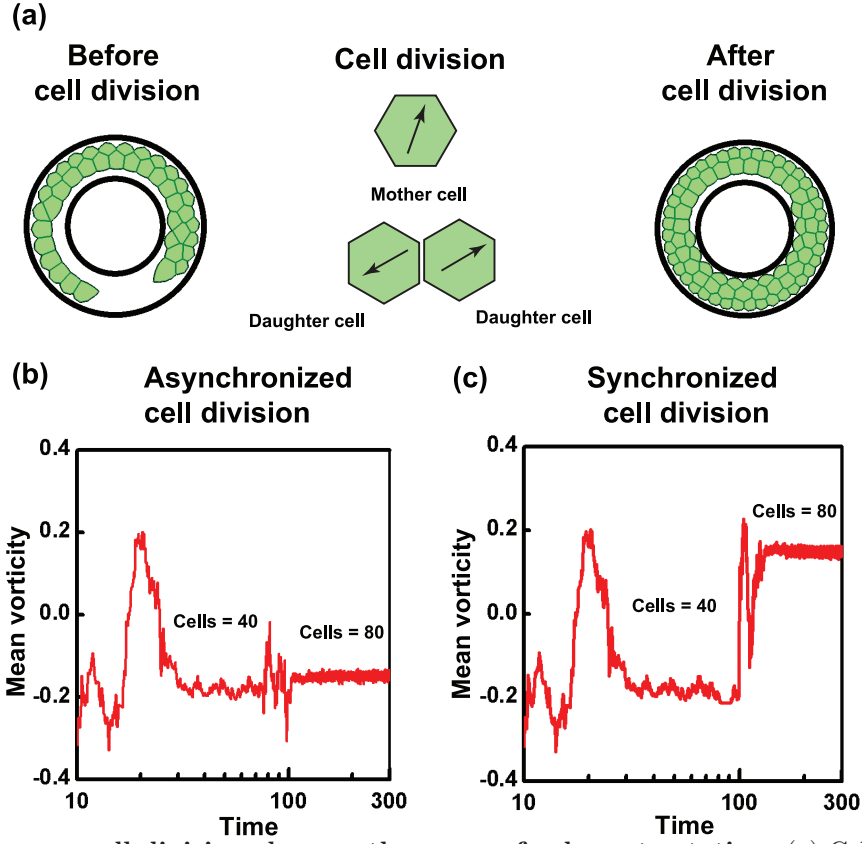 (a)
Before
cell division
Cell division
After
cell division
Mother cell
Daughter cell
Daughter cell
(b)
Asynchronized
cell division
(c)
Synchronized
cell division
Mean vorticity
0.4
0.2
0.0
-0.2
-0.4
Cells = 40
Cells = 80
10
100
300
Time
Mean vorticity
0.4
0.2
0.0
-0.2
-0.4
Cells = 40
Cells = 80
10
100
300
Time